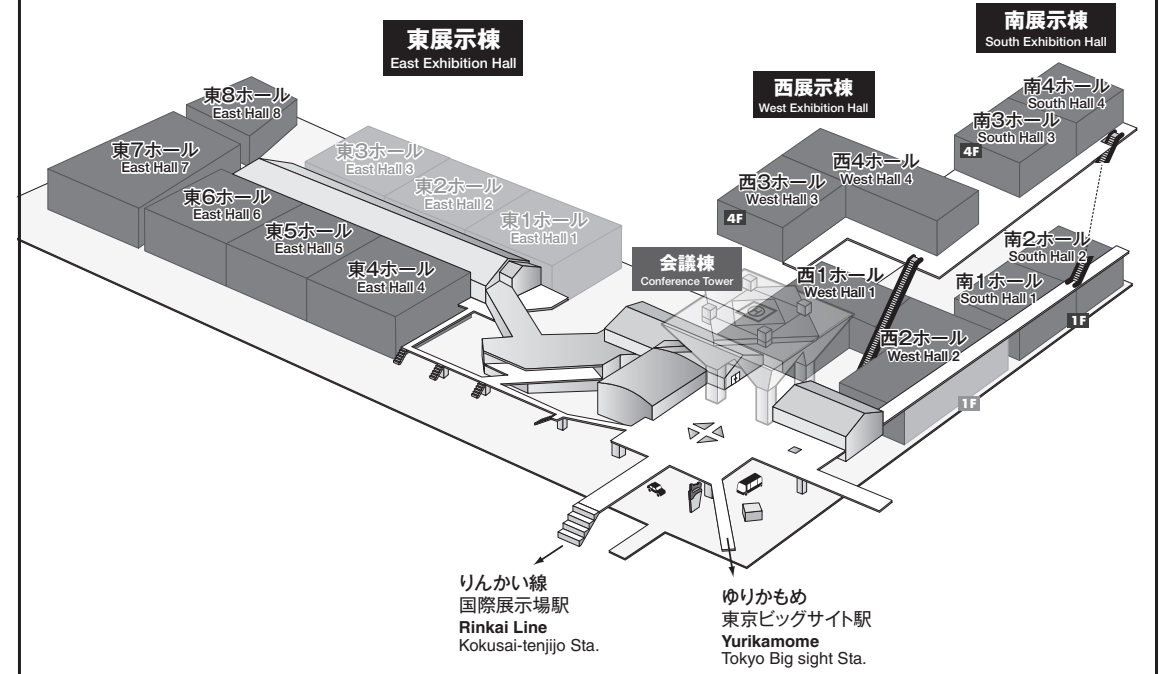 東展示棟
East Exhibition Hall
西展示棟
West Exhibition Hall
南展示棟
South Exhibition Hall
東8ホール
East Hall 8
東7ホール
East Hall 7
東6ホール
East Hall 6
東5ホール
East Hall 5
東4ホール
East Hall 4
東3ホール
East Hall 3
東2ホール
East Hall 2
東1ホール
East Hall 1
会議棟
Conference Tower
西3ホール
West Hall 3
4F
西4ホール
West Hall 4
西1ホール
West Hall 1
西2ホール
West Hall 2
1F
南4ホール
South Hall 4
南3ホール
South Hall 3
4F
南2ホール
South Hall 2
南1ホール
South Hall 1
1F
りんかい線
国際展示場駅
Rinkai Line
Kokusai-tenjijo Sta.
ゆりかもめ
東京ビッグサイト駅
Yurikamome
Tokyo Big sight Sta.